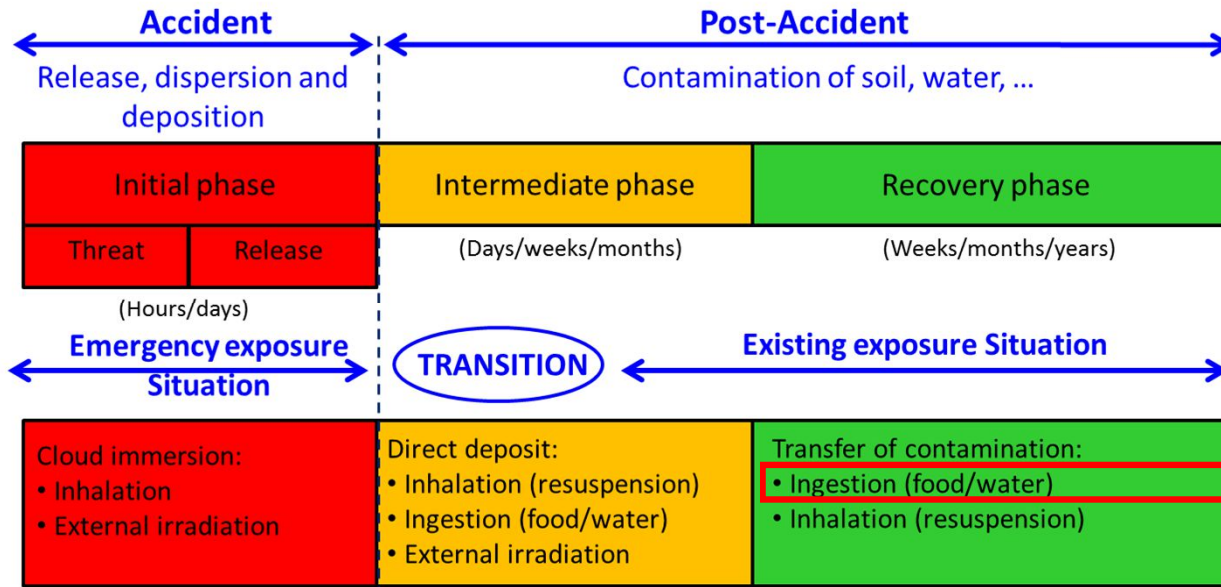 Accident
Post-Accident
Release, dispersion and
deposition
Contamination of soil, water, ...
Initial phase
Intermediate phase
Recovery phase
Threat
Release
(Days/weeks/months)
(Weeks/months/years)
(Hours/days)
Emergency exposure
Situation
TRANSITION
Existing exposure Situation
Cloud immersion:
• Inhalation
• External irradiation
Direct deposit:
• Inhalation (resuspension)
• Ingestion (food/water)
• External irradiation
Transfer of contamination:
• Ingestion (food/water)
• Inhalation (resuspension)